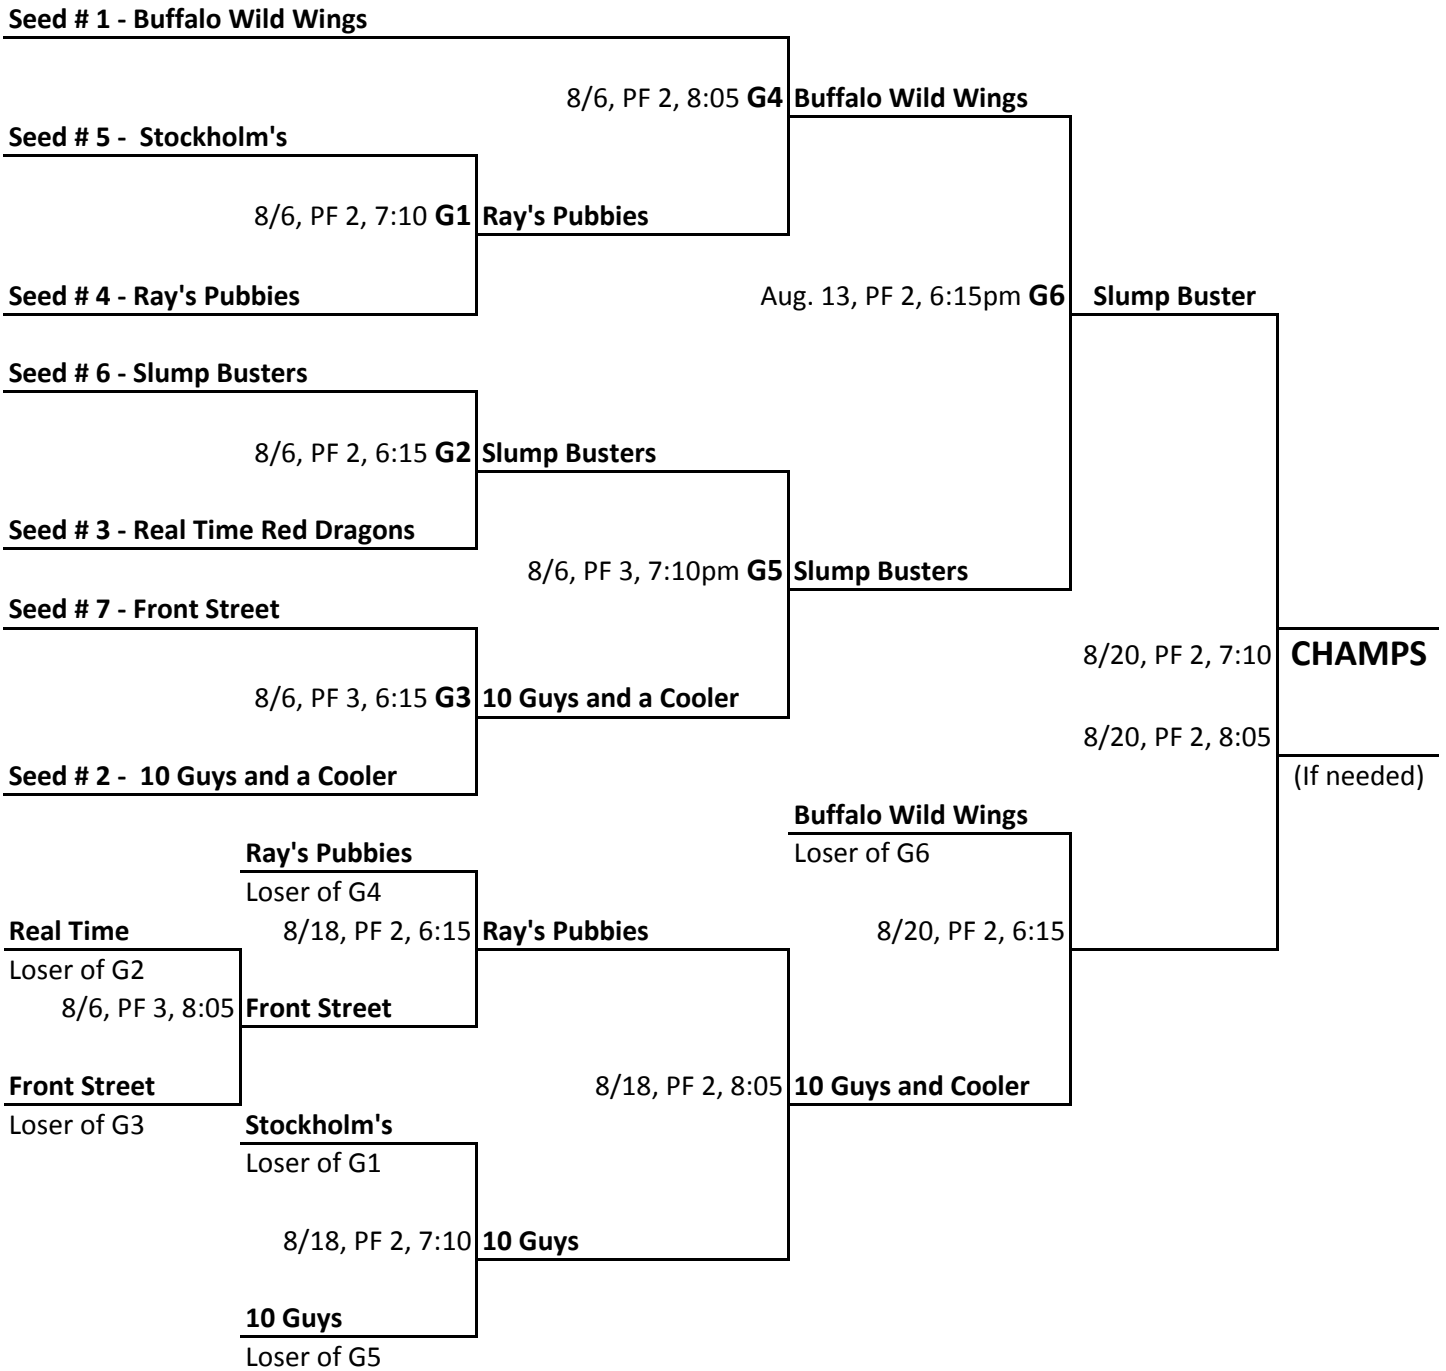 Seed # 1 - Buffalo Wild Wings
8/6, PF 2, 8:05 G4 Buffalo Wild Wings
Seed # 5 -  Stockholm's
8/6, PF 2, 7:10 G1 Ray's Pubbies
Seed # 4 - Ray's Pubbies
Aug. 13, PF 2, 6:15pm G6 Slump Buster
Seed # 6 - Slump Busters
8/6, PF 2, 6:15 G2 Slump Busters
Seed # 3 - Real Time Red Dragons
8/6, PF 3, 7:10pm G5 Slump Busters
Seed # 7 - Front Street
8/20, PF 2, 7:10 CHAMPS
8/6, PF 3, 6:15 G3 10 Guys and a Cooler
8/20, PF 2, 8:05
Seed # 2 -  10 Guys and a Cooler
(If needed)
Buffalo Wild Wings
Ray's Pubbies
Loser of G6
Loser of G4
Real Time
8/18, PF 2, 6:15 Ray's Pubbies
8/20, PF 2, 6:15
Loser of G2
8/6, PF 3, 8:05 Front Street
Front Street
8/18, PF 2, 8:05 10 Guys and Cooler
Loser of G3
Stockholm's
Loser of G1
8/18, PF 2, 7:10 10 Guys
10 Guys
Loser of G5